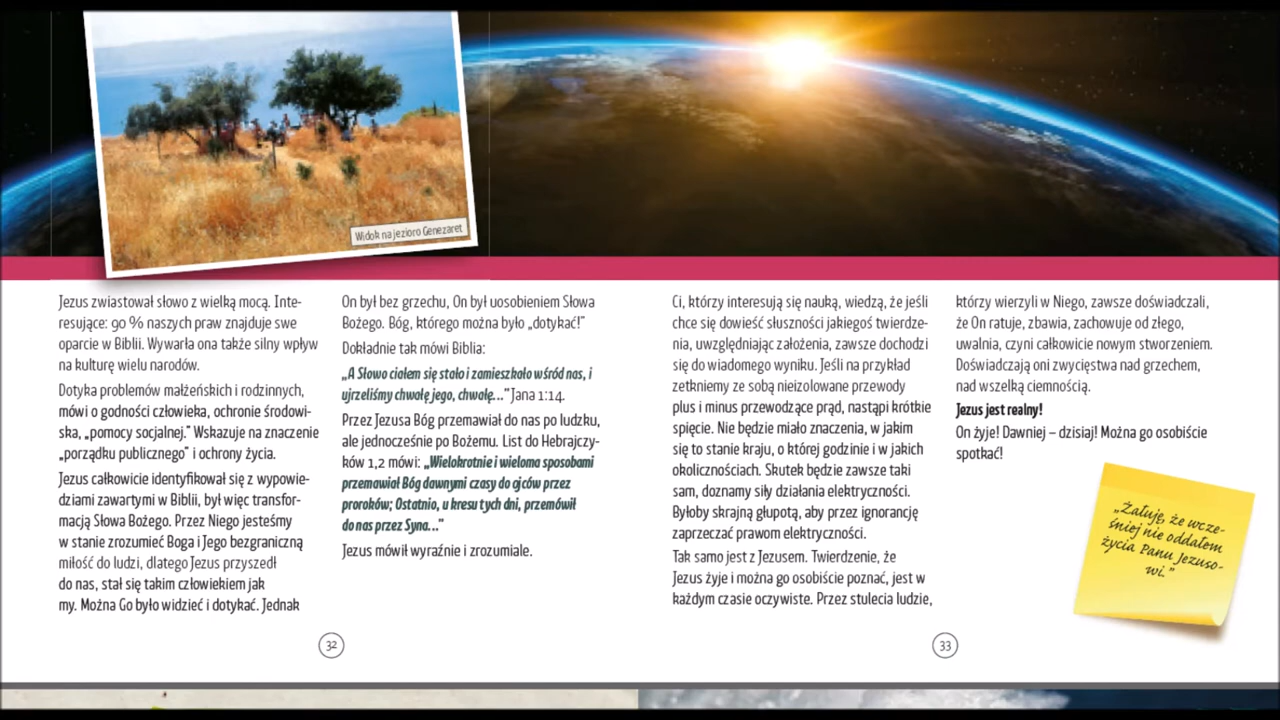 Widok na jezioro Genezaret
Jezus zwiastował słowo z wielką mocą. Inte-
resujące: 90 % naszych praw znajduje swe
oparcie w Biblii. Wywarła ona także silny wpływ
na kulturę wielu narodów.
Dotyka problemów małżeńskich i rodzinnych,
mówi o godności człowieka, ochronie środowi-
ska, „pomocy socjalnej.” Wskazuje na znaczenie
„porządku publicznego” i ochrony życia.
Jezus całkowicie identyfikował się z wypowie-
dziami zawartymi w Biblii, był więc transfor-
macją Słowa Bożego. Przez Niego jesteśmy
w stanie zrozumieć Boga i Jego bezgraniczną
miłość do ludzi, dlatego Jezus przyszedł
do nas, stał się takim człowiekiem jak
my. Można Go było widzieć i dotykać. Jednak
On był bez grzechu, On był uosobieniem Słowa
Bożego. Bóg, którego można było „dotykać!”
Dokładnie tak mówi Biblia:
„A Słowo ciałem się stało i zamieszkało wśród nas, i
ujrzeliśmy chwałę jego, chwałę...” Jana 1:14.
Przez Jezusa Bóg przemawiał do nas po ludzku,
ale jednocześnie po Bożemu. List do Hebrajczy-
ków 1,2 mówi: „Wielokrotnie i wieloma sposobami
przemawiał Bóg dawnymi czasy do ojców przez
proroków; Ostatnio, u kresu tych dni, przemówił
do nas przez Syna...”
Jezus mówił wyraźnie i zrozumiale.
32
Ci, którzy interesują się nauką, wiedzą, że jeśli
chce się dowieść słuszności jakiegoś twierdze-
nia, uwzględniając założenia, zawsze dochodzi
się do wiadomego wyniku. Jeśli na przykład
zetkniemy ze sobą nieizolowane przewody
plus i minus przewodzące prąd, nastąpi krótkie
spięcie. Nie będzie miało znaczenia, w jakim
się to stanie kraju, o której godzinie i w jakich
okolicznościach. Skutek będzie zawsze taki
sam, doznamy siły działania elektryczności.
Byłoby skrajną głupotą, aby przez ignorancję
zaprzeczać prawom elektryczności.
Tak samo jest z Jezusem. Twierdzenie, że
Jezus żyje i można go osobiście poznać, jest w
każdym czasie oczywiste. Przez stulecia ludzie,
którzy wierzyli w Niego, zawsze doświadczali,
że On ratuje, zbawia, zachowuje od złego,
uwalnia, czyni całkowicie nowym stworzeniem.
Doświadczają oni zwycięstwa nad grzechem,
nad wszelką ciemnością.
Jezus jest realny!
On żyje! Dawniej – dzisiaj! Można go osobiście
spotkać!
„Żałuję, że wcze-
śniej nie oddałem
życia Panu Jezuso-
wi.”
33